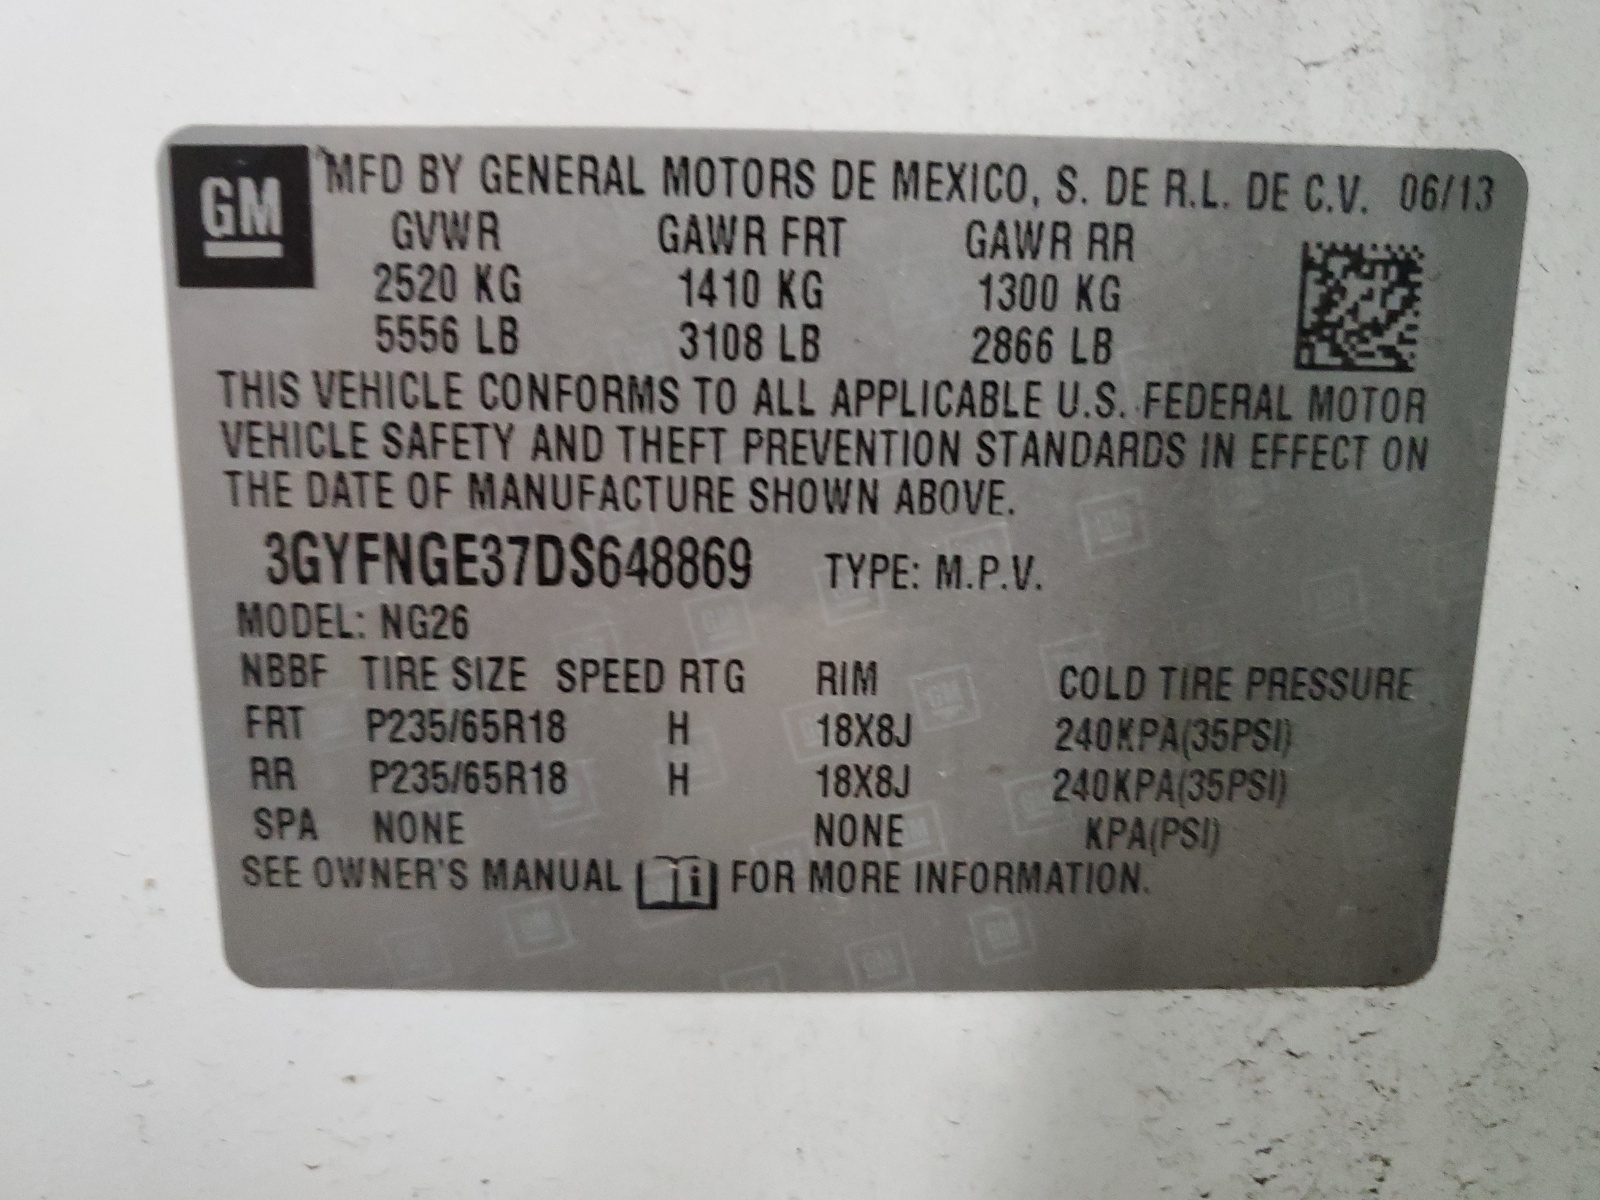 GM MFD BY GENERAL MOTORS DE MEXICO, S. DE R.L. DE C.V. 06/13
GVWR GAWR FRT GAWR RR
2520 KG 1410 KG 1300 KG
5556 LB 3108 LB 2866 LB
THIS VEHICLE CONFORMS TO ALL APPLICABLE U.S. FEDERAL MOTOR
VEHICLE SAFETY AND THEFT PREVENTION STANDARDS IN EFFECT ON
THE DATE OF MANUFACTURE SHOWN ABOVE.
3GYFNGE37DS648869 TYPE: M.P.V.
MODEL: NG26
NBBF TIRE SIZE SPEED RTG RIM COLD TIRE PRESSURE
FRT P235/65R18 H 18X8J 240KPA(35PSI)
RR P235/65R18 H 18X8J 240KPA(35PSI)
SPA NONE NONE KPA(PSI)
SEE OWNER'S MANUAL i FOR MORE INFORMATION.